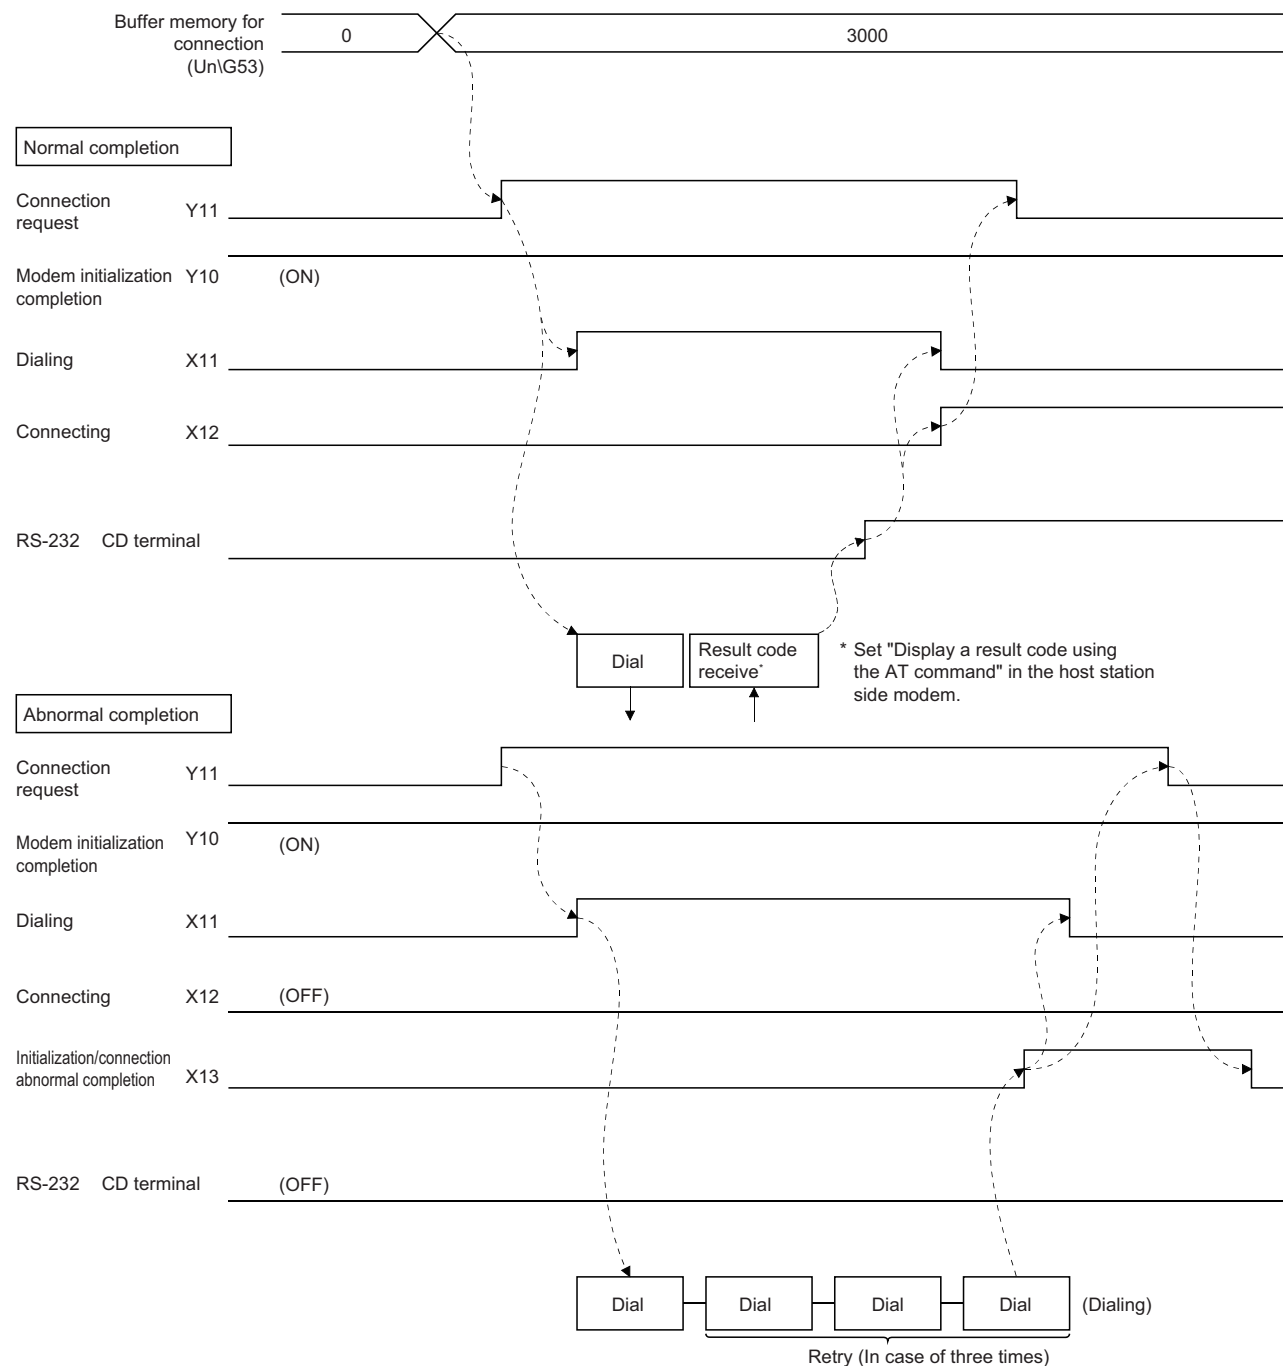 Buffer memory for
connection
(Un\G53)
0
3000
Normal completion
Connection
request
Y11
Modem initialization
completion
Y10
(ON)
Dialing
X11
Connecting
X12
RS-232 CD terminal
Dial
Result code
receive*
* Set "Display a result code using
the AT command" in the host station
side modem.
Abnormal completion
Connection
request
Y11
Modem initialization
completion
Y10
(ON)
Dialing
X11
Connecting
X12
(OFF)
Initialization/connection
abnormal completion
X13
RS-232 CD terminal
(OFF)
Dial
Dial
Dial
Dial
(Dialing)
Retry (In case of three times)